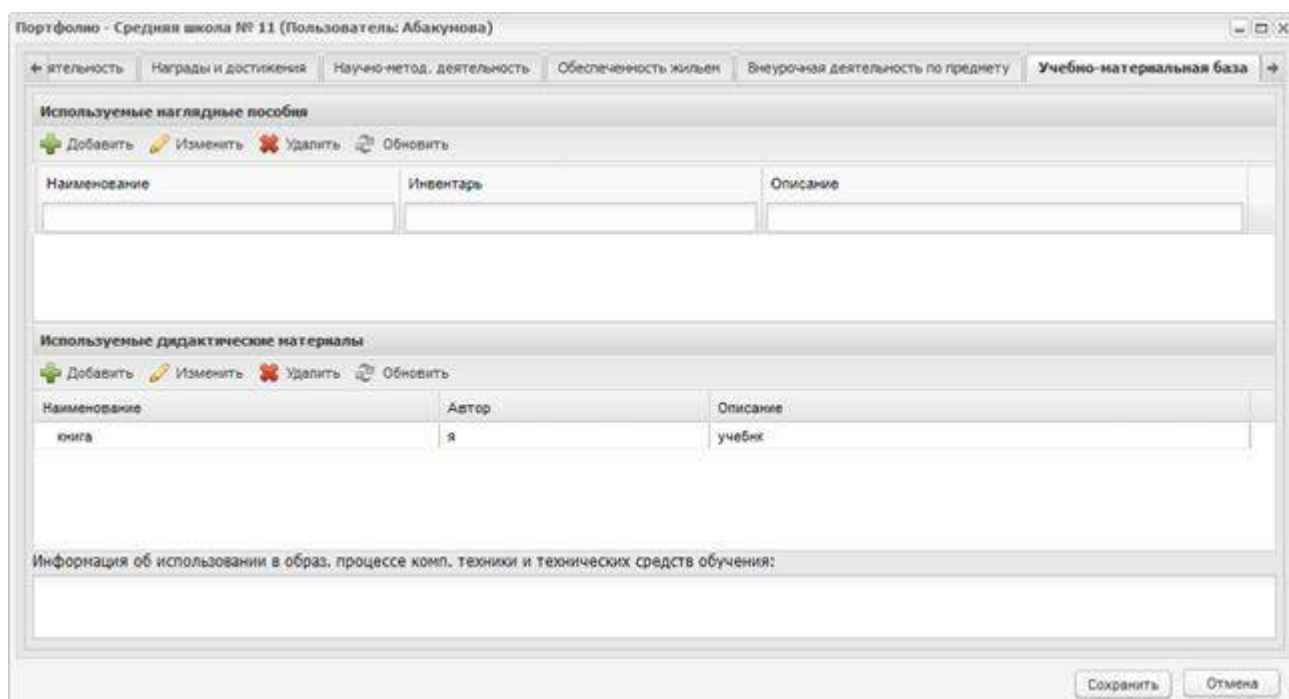 Портфолио - Средняя школа № 11 (Пользователь: Абакумова)
ятельность Награды и достижения Научно-метод. деятельность Обеспеченность жильем Внеурочная деятельность по предмету Учебно-материальная база
Используемые наглядные пособия
Добавить Изменить Удалить Обновить
Наименование Инвентарь Описание
Используемые дидактические материалы
Добавить Изменить Удалить Обновить
Наименование Автор Описание
книга я учебнк
Информация об использовании в образ. процессе комп. техники и технических средств обучения:
Сохранить Отмена